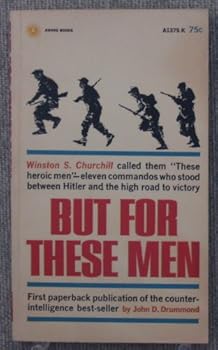 AWARD BOOKS
A137S K 75c
Winston S. Churchill called them "These
heroic men"—eleven commandos who stood
between Hitler and the high road to victory
BUT FOR
THESE MEN
First paperback publication of the counter-
intelligence best-seller by John D. Drummond